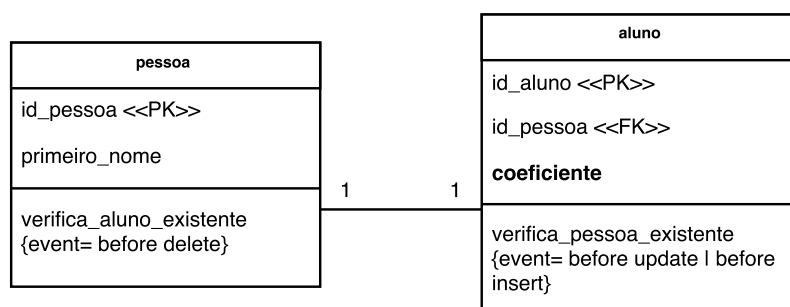 pessoa
id_pessoa <<PK>>
primeiro_nome
verifica_aluno_existente
{event= before delete}
1
1
aluno
id_aluno <<PK>>
id_pessoa <<FK>>
coeficiente
verifica_pessoa_existente
{event= before update | before
insert}